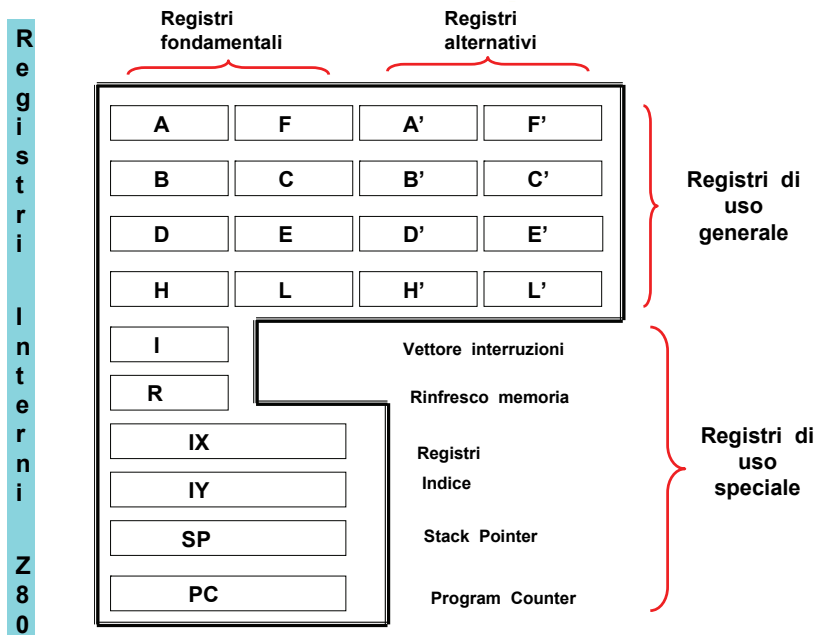 Registri Interni Z80
Registri
fondamentali
Registri
alternativi
A F A’ F’
B C B’ C’
D E D’ E’
H L H’ L’
Registri di
uso
generale
I
Vettore interruzioni
R
Rinfresco memoria
IX
Registri
IY
Indice
SP
Stack Pointer
PC
Program Counter
Registri di
uso
speciale